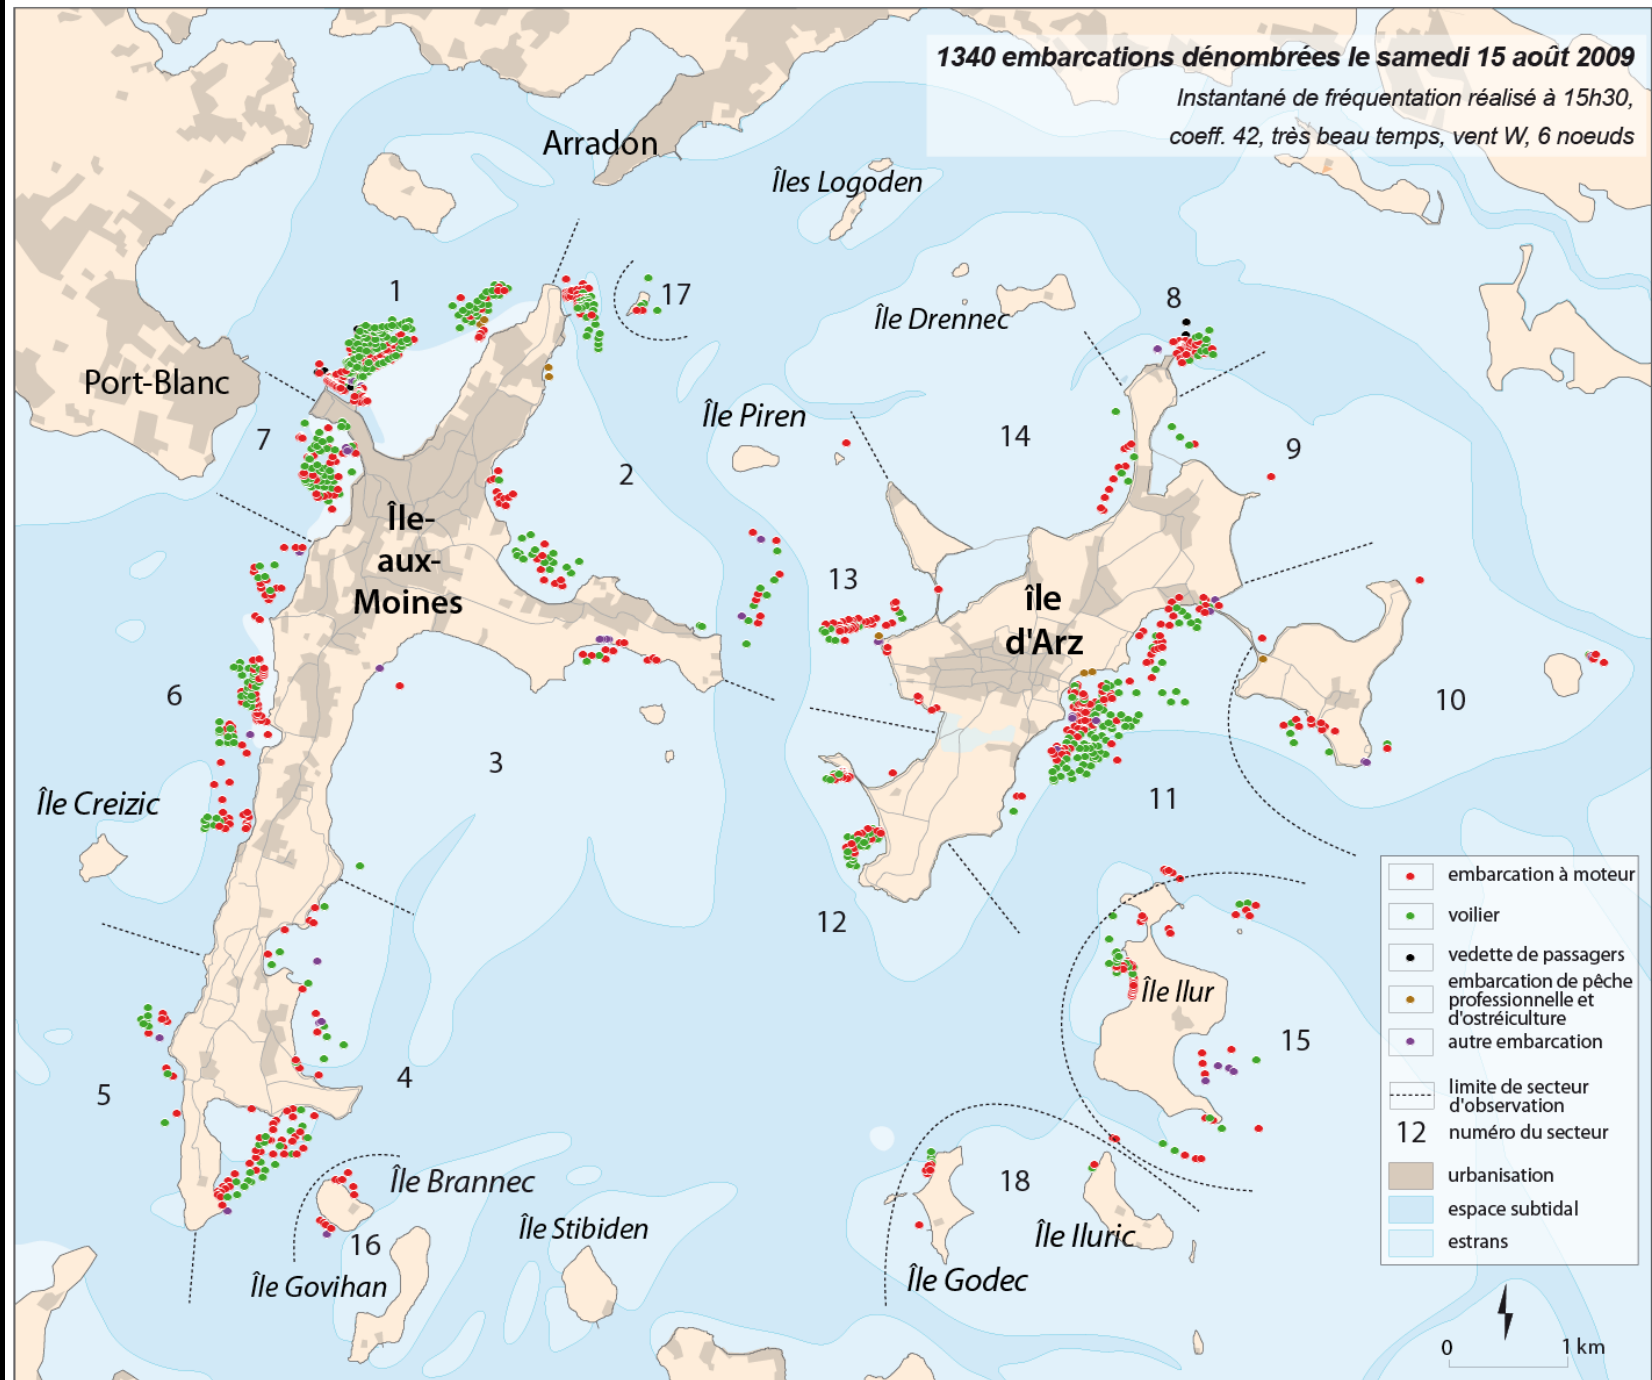 1340 embarcations dénombrées le samedi 15 août 2009
Instantané de fréquentation réalisé à 15h30,
coeff. 42, très beau temps, vent W, 6 noeuds
Arradon
Îles Logoden
1
17
8
Île Drennec
Port-Blanc
Île Piren
7
14
9
2
Île-
aux-
Moines
13
île
d'Arz
6
10
3
11
Île Creizic
12
Île Ilur
15
5
4
Île Brannec
18
Île Stibiden
Île Iluric
16
Île Govihan
Île Godec
embarcation à moteur
voilier
vedette de passagers
embarcation de pêche
professionnelle et
d'ostréiculture
autre embarcation
limite de secteur
d'observation
12 numéro du secteur
urbanisation
espace subtidal
estrans
0 1 km